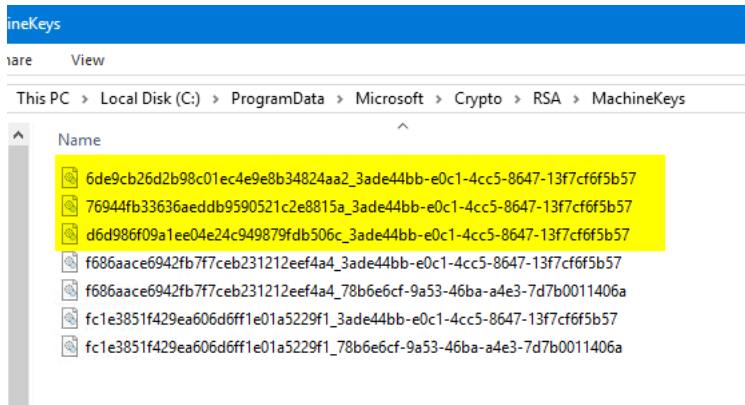 ineKeys
hare View
This PC > Local Disk (C:) > ProgramData > Microsoft > Crypto > RSA > MachineKeys
Name
6de9cb26d2b98c01ec4e9e8b34824aa2_3ade44bb-e0c1-4cc5-8647-13f7cf6f5b57
76944fb33636aeddb9590521c2e8815a_3ade44bb-e0c1-4cc5-8647-13f7cf6f5b57
d6d986f09a1ee04e24c949879fdb506c_3ade44bb-e0c1-4cc5-8647-13f7cf6f5b57
f686aace6942fb7f7ceb231212eef4a4_3ade44bb-e0c1-4cc5-8647-13f7cf6f5b57
f686aace6942fb7f7ceb231212eef4a4_78b6e6cf-9a53-46ba-a4e3-7d7b0011406a
fc1e3851f429ea606d6ff1e01a5229f1_3ade44bb-e0c1-4cc5-8647-13f7cf6f5b57
fc1e3851f429ea606d6ff1e01a5229f1_78b6e6cf-9a53-46ba-a4e3-7d7b0011406a